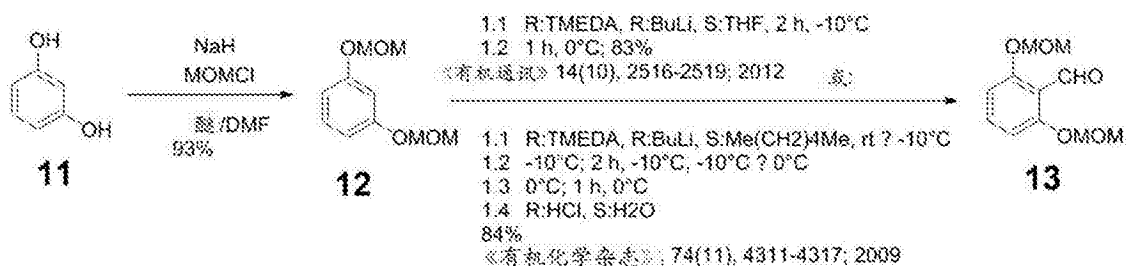 OH
OH
11
NaH
MOMCl
醚/DMF
93%
OMOM
OMOM
12
1.1 R:TMEDA, R:BuLi, S:THF, 2 h, -10°C
1.2 1 h, 0°C; 83%
《有机通讯》14(10), 2516-2519; 2012 或;
1.1 R:TMEDA, R:BuLi, S:Me(CH2)4Me, rt ? -10°C
1.2 -10°C; 2 h, -10°C, -10°C ? 0°C
1.3 0°C; 1 h, 0°C
1.4 R:HCl, S:H2O
84%
《有机化学杂志》, 74(11), 4311-4317; 2009
OMOM
CHO
OMOM
13